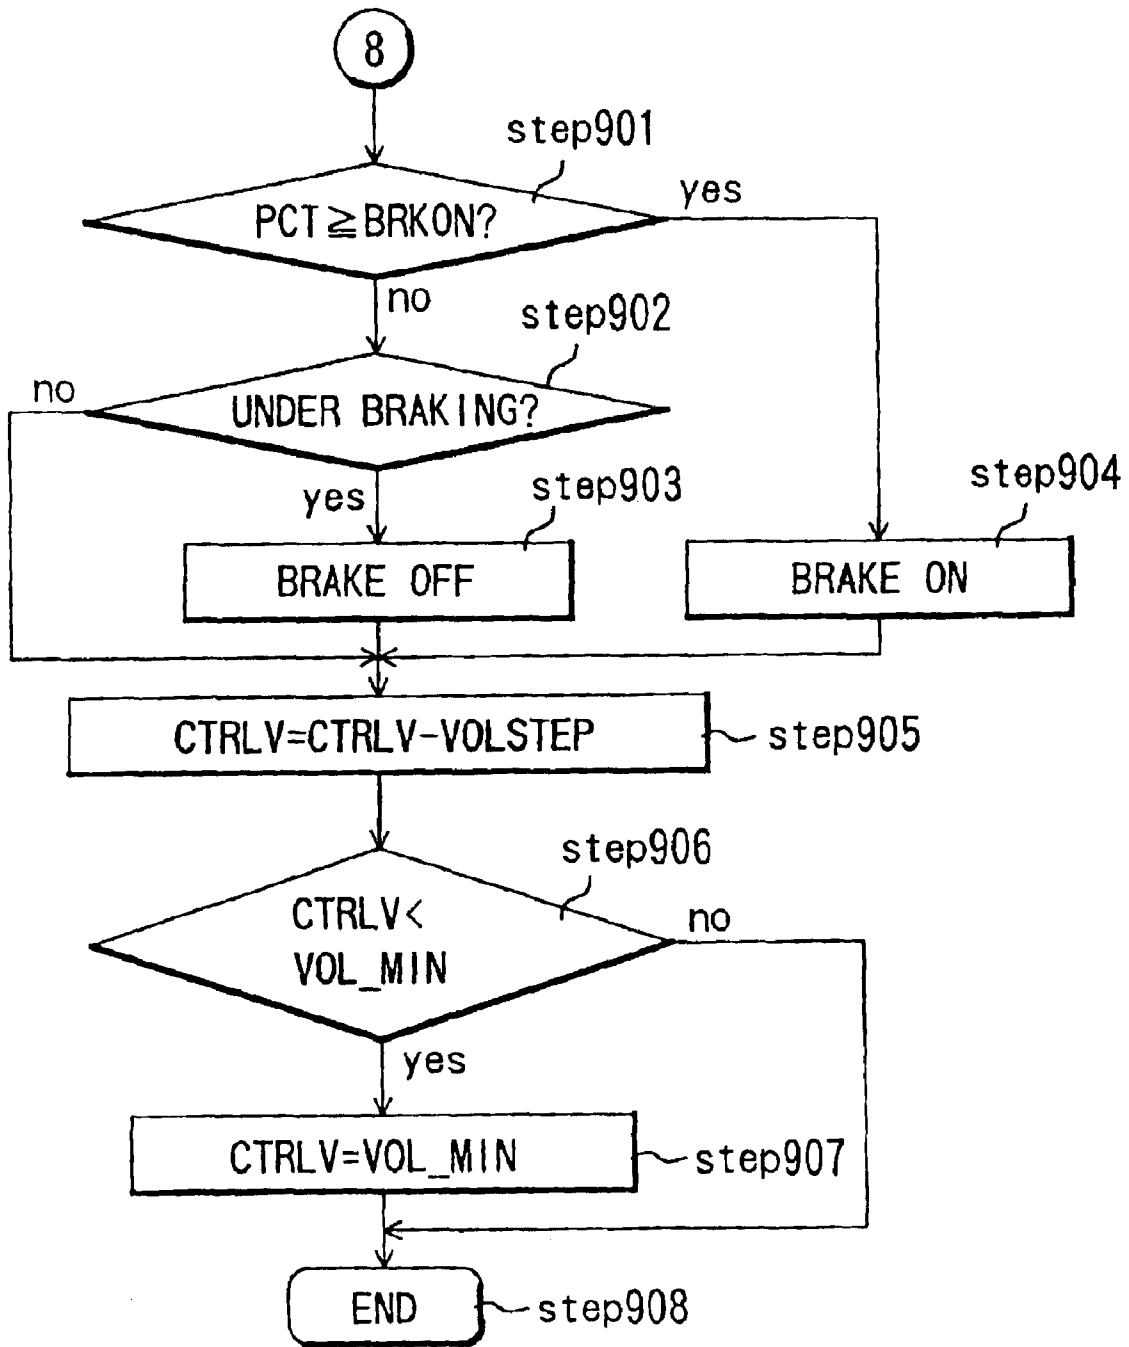 8
step901
yes
PCT≧BRKON?
no
step902
no
UNDER BRAKING?
yes
step903
step904
BRAKE OFF
BRAKE ON
CTRLV=CTRLV-VOLSTEP
step905
step906
CTRLV<
VOL_MIN
no
yes
CTRLV=VOL_MIN
step907
END
step908